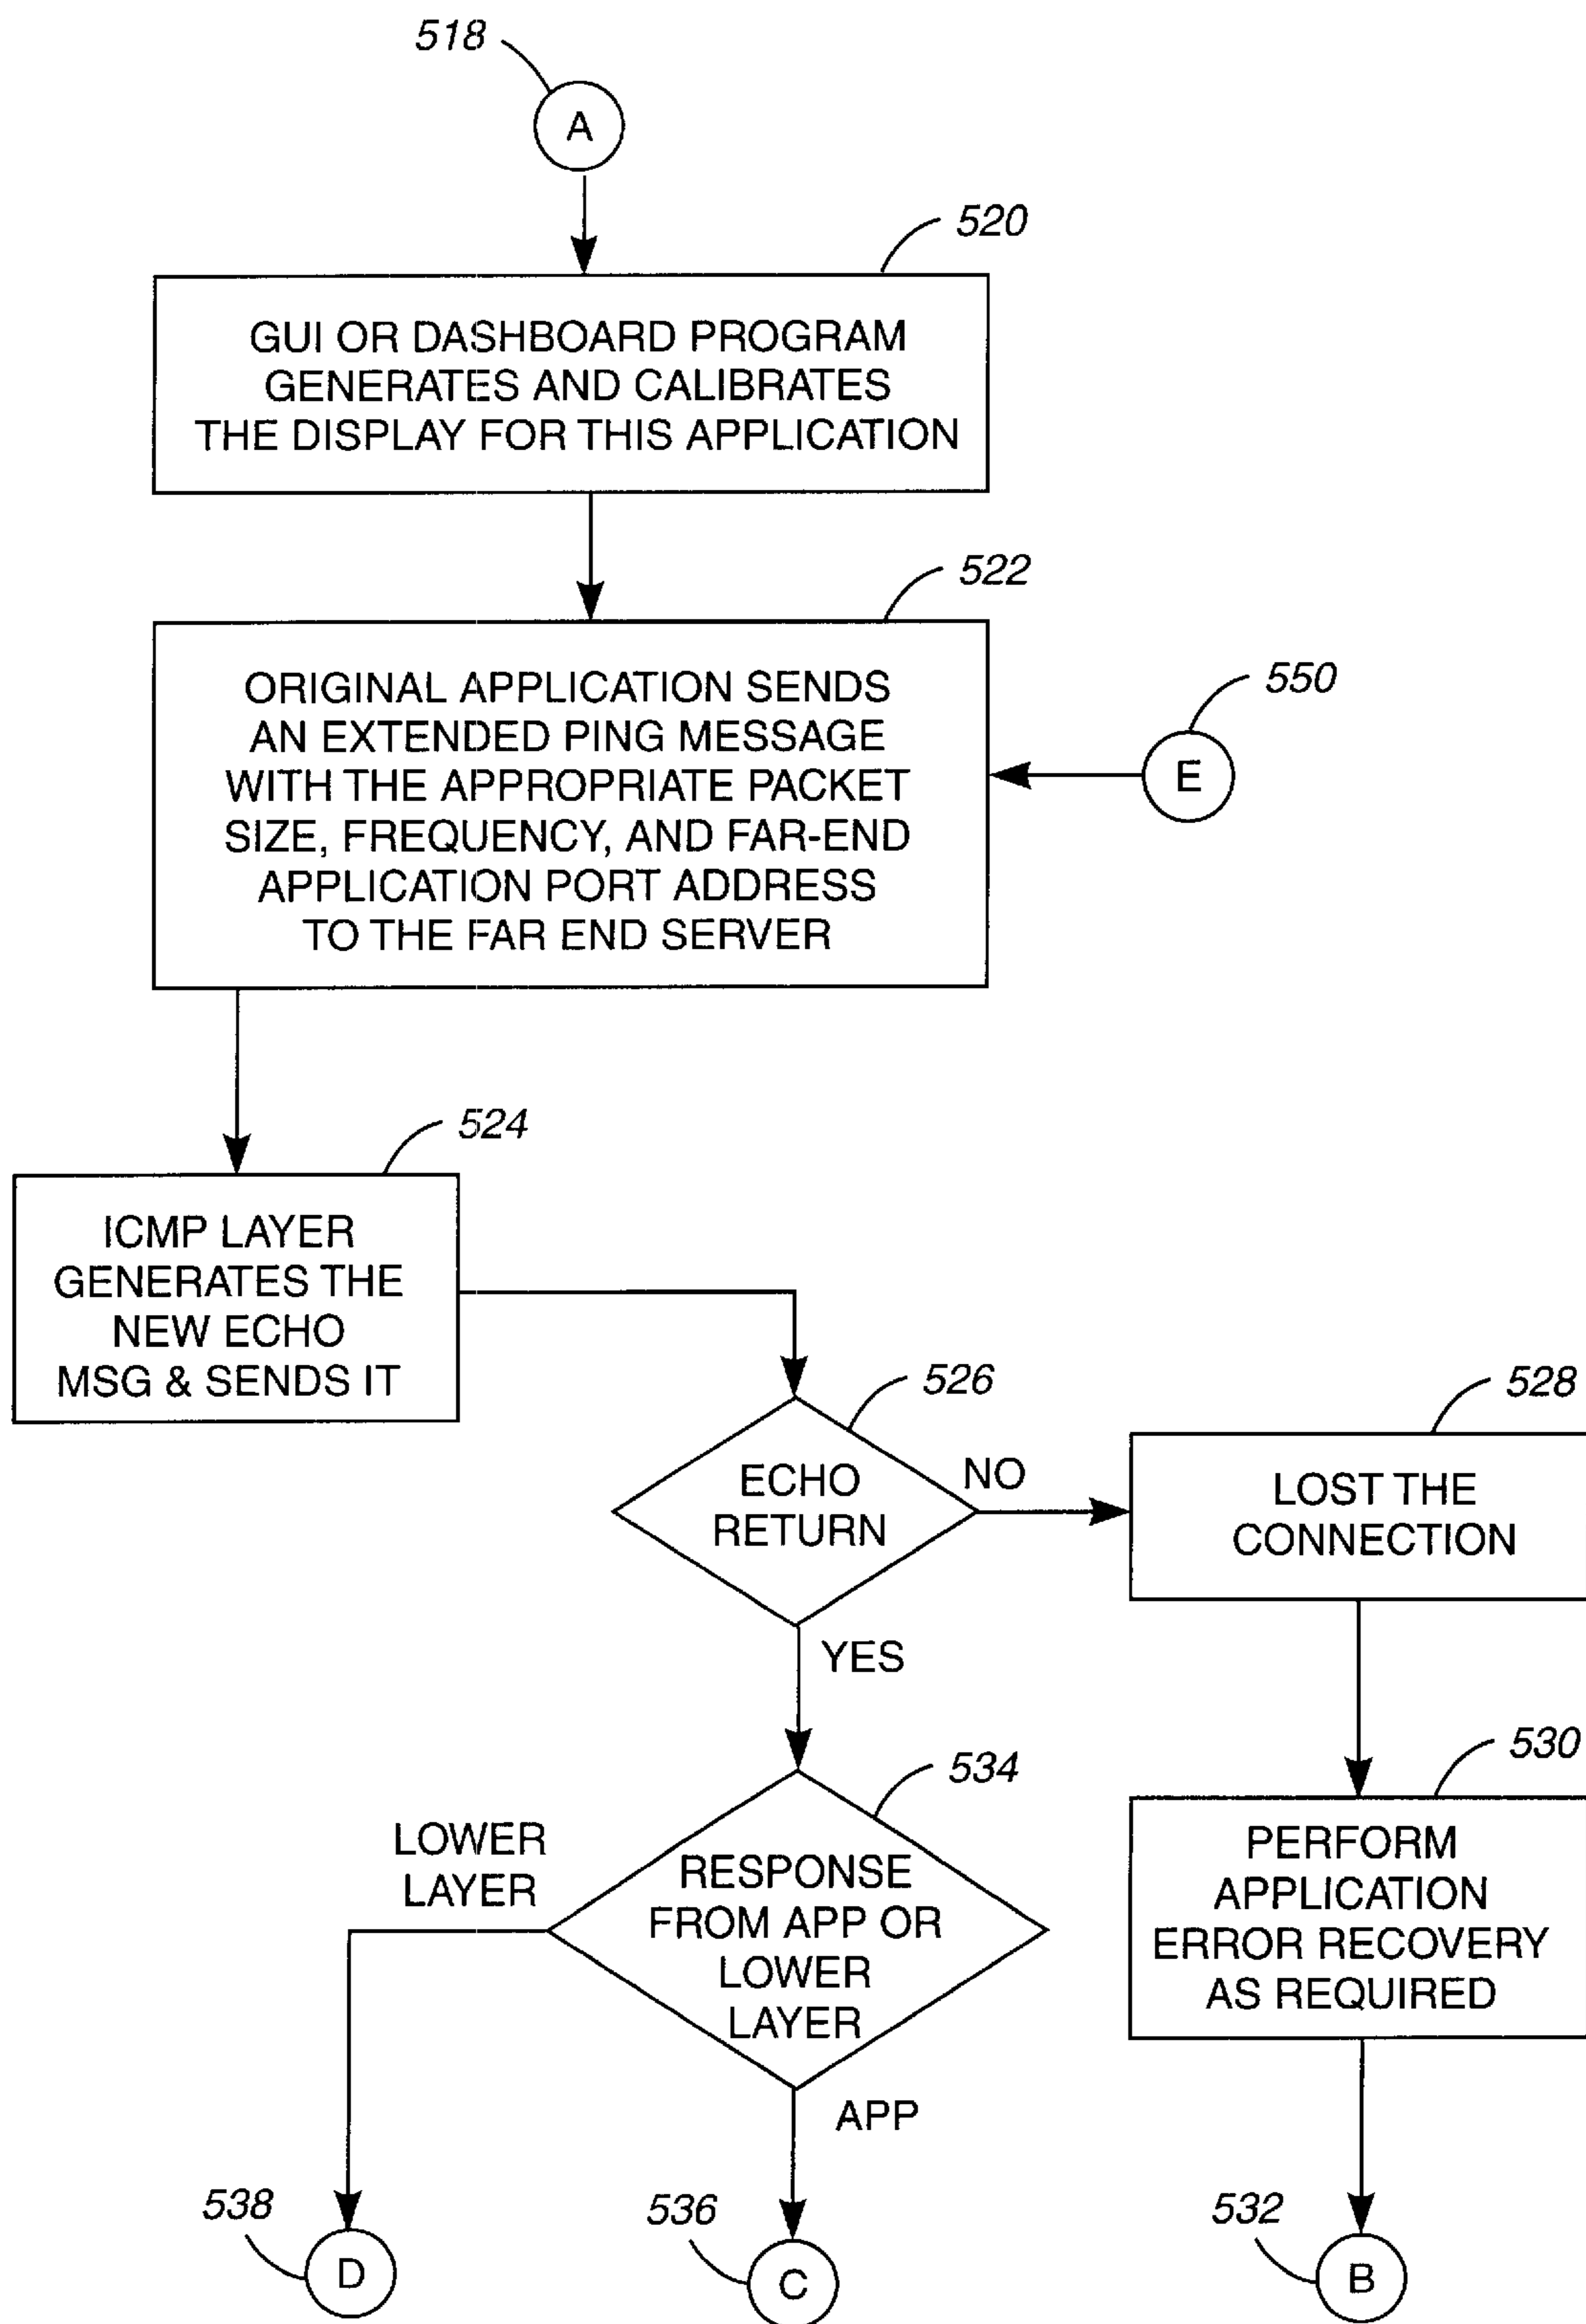 518
A
520
GUI OR DASHBOARD PROGRAM
GENERATES AND CALIBRATES
THE DISPLAY FOR THIS APPLICATION
522
ORIGINAL APPLICATION SENDS
AN EXTENDED PING MESSAGE
WITH THE APPROPRIATE PACKET
SIZE, FREQUENCY, AND FAR-END
APPLICATION PORT ADDRESS
TO THE FAR END SERVER
550
E
524
ICMP LAYER
GENERATES THE
NEW ECHO
MSG & SENDS IT
526
ECHO
RETURN
NO
528
LOST THE
CONNECTION
YES
530
PERFORM
APPLICATION
ERROR RECOVERY
AS REQUIRED
534
RESPONSE
FROM APP OR
LOWER
LAYER
LOWER
LAYER
APP
538
D
536
C
532
B